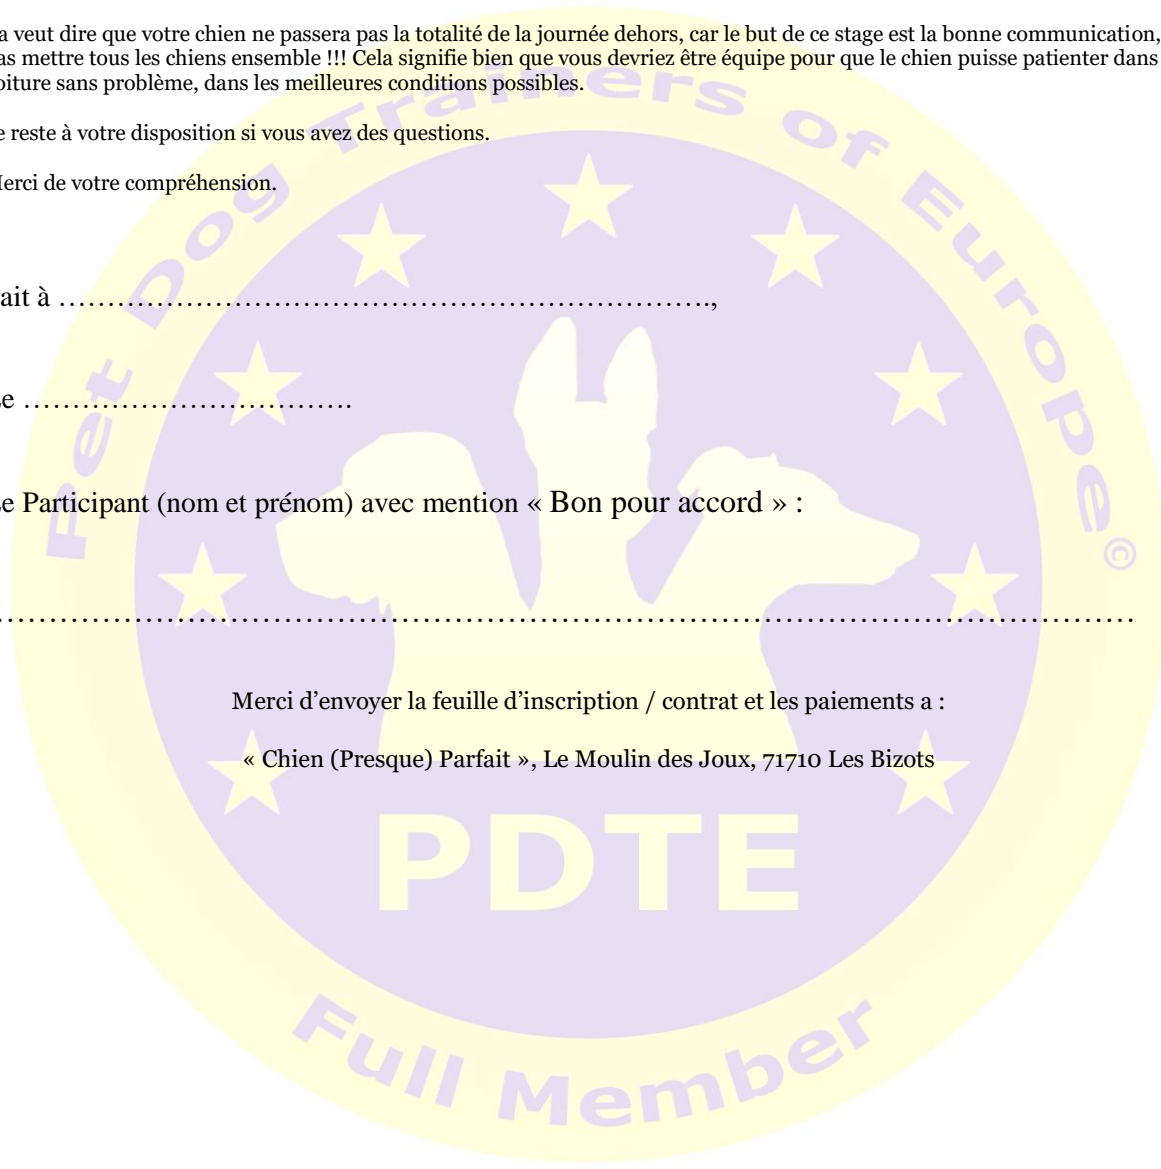 a veut dire que votre chien ne passera pas la totalité de la journée dehors, car le but de ce stage est la bonne communication,
as mettre tous les chiens ensemble !!! Cela signifie bien que vous devriez être équipe pour que le chien puisse patienter dans
oiture sans problème, dans les meilleures conditions possibles.
e reste à votre disposition si vous avez des questions.
erci de votre compréhension.
ait à ……………………………………………………….,
e …………………………….
e Participant (nom et prénom) avec mention « Bon pour accord » :
………………………………………………………………………………………………
Merci d’envoyer la feuille d’inscription / contrat et les paiements a :
« Chien (Presque) Parfait », Le Moulin des Joux, 71710 Les Bizots
Pet Dog Trainers of Europe©
PDTE
Full Member